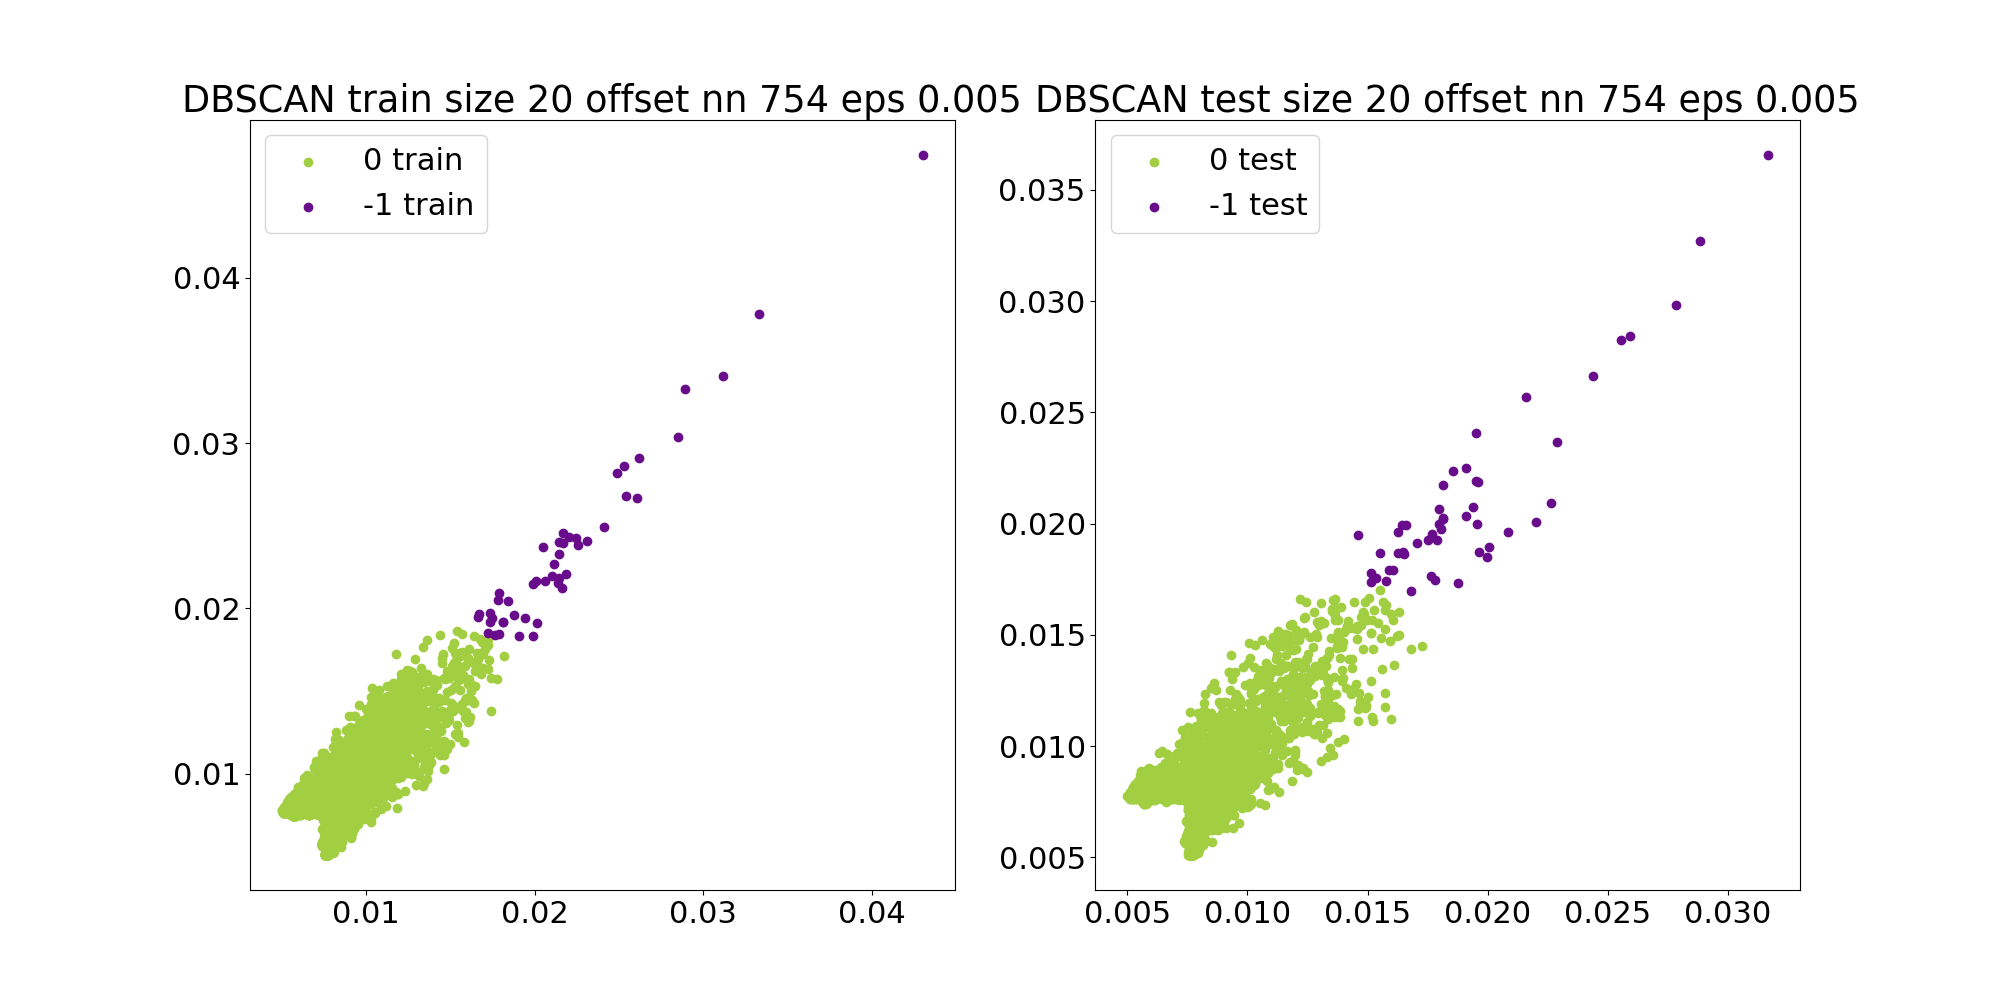 DBSCAN train size 20 offset nn 754 eps 0.005
0 train
-1 train
0.04
0.03
0.02
0.01
0.01 0.02 0.03 0.04
DBSCAN test size 20 offset nn 754 eps 0.005
0 test
-1 test
0.035
0.030
0.025
0.020
0.015
0.010
0.005
0.005 0.010 0.015 0.020 0.025 0.030